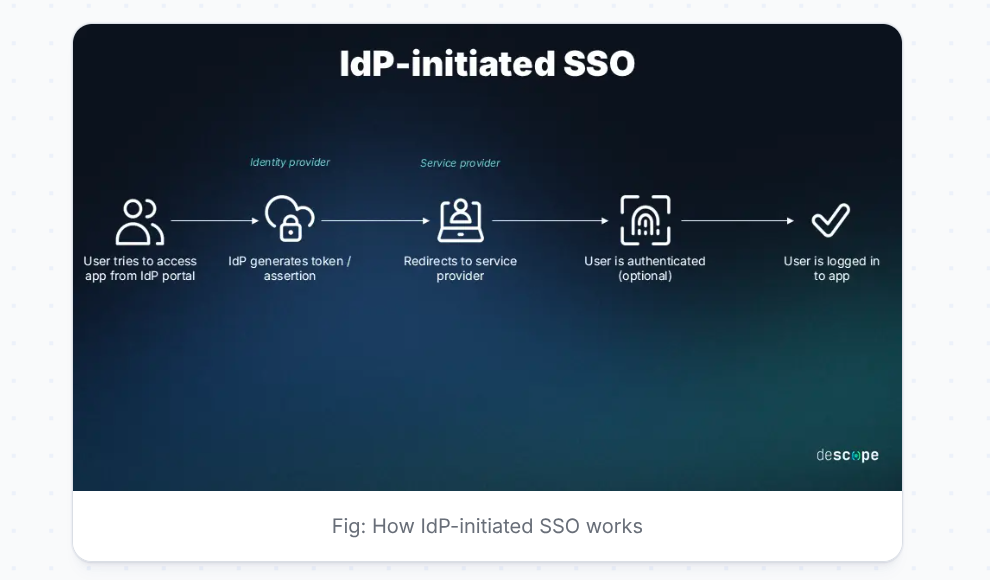 IdP-initiated SSO
Identity provider
Service provider
User tries to access
app from IdP portal
IdP generates token /
assertion
Redirects to service
provider
User is authenticated
(optional)
User is logged in
to app
descope
Fig: How IdP-initiated SSO works